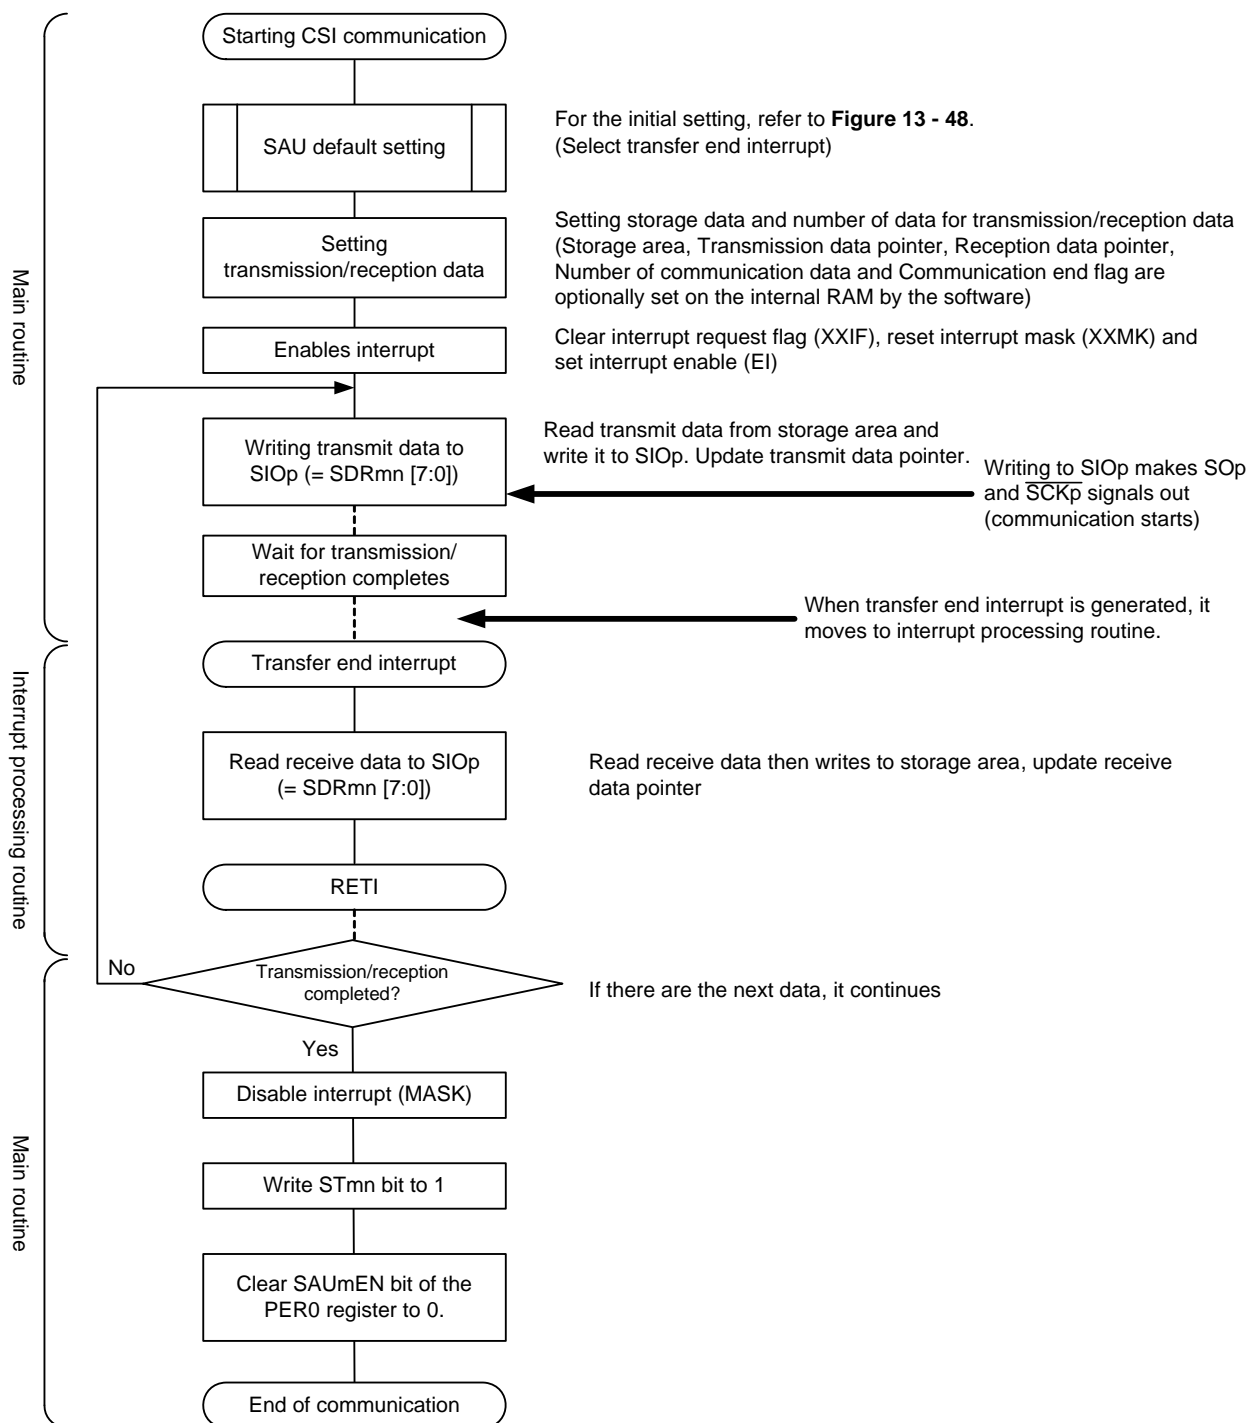 Starting CSI communication
SAU default setting
For the initial setting, refer to Figure 13 - 48.
(Select transfer end interrupt)
Setting
transmission/reception data
Setting storage data and number of data for transmission/reception data
(Storage area, Transmission data pointer, Reception data pointer,
Number of communication data and Communication end flag are
optionally set on the internal RAM by the software)
Main routine
Enables interrupt
Clear interrupt request flag (XXIF), reset interrupt mask (XXMK) and
set interrupt enable (EI)
Writing transmit data to
SIOp (= SDRmn [7:0])
Read transmit data from storage area and
write it to SIOp. Update transmit data pointer.
Writing to SIOp makes SOp
and SCKp signals out
(communication starts)
Wait for transmission/
reception completes
When transfer end interrupt is generated, it
moves to interrupt processing routine.
Transfer end interrupt
Interrupt processing routine
Read receive data to SIOp
(= SDRmn [7:0])
Read receive data then writes to storage area, update receive
data pointer
RETI
No
Transmission/reception
completed?
If there are the next data, it continues
Yes
Disable interrupt (MASK)
Main routine
Write STmn bit to 1
Clear SAUmEN bit of the
PER0 register to 0.
End of communication